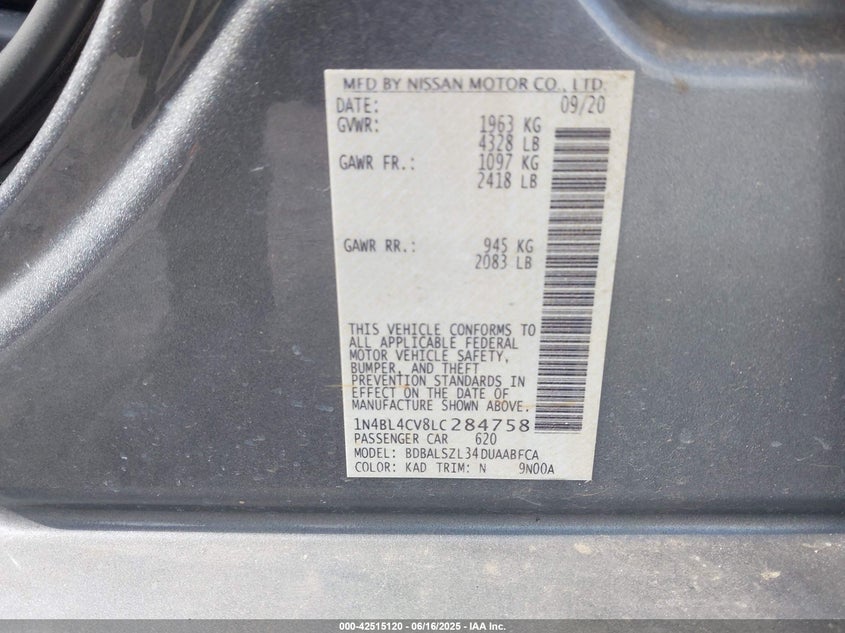 MFD BY NISSAN MOTOR CO., LTD.
DATE: 09/20
GVWR: 1963 KG
4328 LB
GAWR FR.: 1097 KG
2418 LB
GAWR RR.: 945 KG
2083 LB
THIS VEHICLE CONFORMS TO
ALL APPLICABLE FEDERAL
MOTOR VEHICLE SAFETY,
BUMPER, AND THEFT
PREVENTION STANDARDS IN
EFFECT ON THE DATE OF
MANUFACTURE SHOWN ABOVE.
1N4BL4CV8LC284758
PASSENGER CAR 620
MODEL: BDBALSZL34DUAABFCA
COLOR: KAD TRIM: N 9N00A
000-42515120 - 06/16/2025 - IAA Inc.